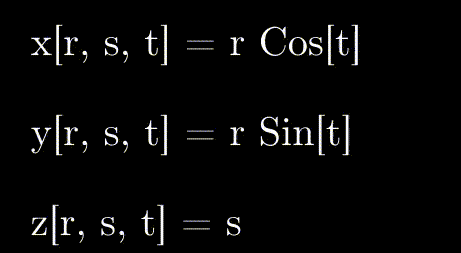 x[r, s, t] = r Cos[t]
y[r, s, t] = r Sin[t]
z[r, s, t] = s